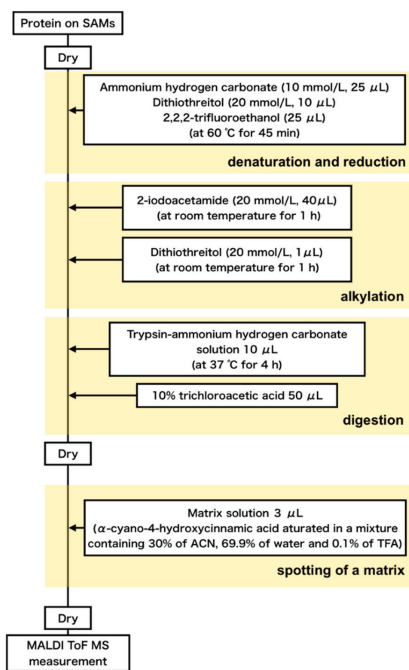 Protein on SAMs
Dry
Ammonium hydrogen carbonate (10 mmol/L, 25 μL)
Dithiothreitol (20 mmol/L, 10 μL)
2,2,2-trifluoroethanol (25 μL)
(at 60 ℃ for 45 min)
denaturation and reduction
2-iodoacetamide (20 mmol/L, 40μL)
(at room temperature for 1 h)
Dithiothreitol (20 mmol/L, 1μL)
(at room temperature for 1 h)
alkylation
Trypsin-ammonium hydrogen carbonate
solution 10 μL
(at 37 ℃ for 4 h)
10% trichloroacetic acid 50 μL
digestion
Dry
Matrix solution 3 μL
(α-cyano-4-hydroxycinnamic acid aturated in a mixture
containing 30% of ACN, 69.9% of water and 0.1% of TFA)
spotting of a matrix
Dry
MALDI ToF MS
measurement